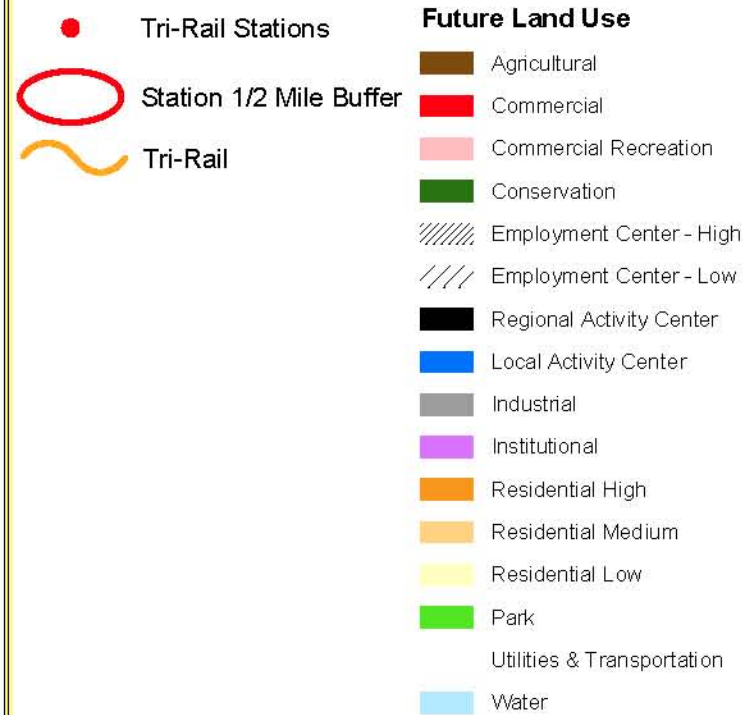 Tri-Rail Stations
Station 1/2 Mile Buffer
Tri-Rail
Future Land Use
Agricultural
Commercial
Commercial Recreation
Conservation
Employment Center - High
Employment Center - Low
Regional Activity Center
Local Activity Center
Industrial
Institutional
Residential High
Residential Medium
Residential Low
Park
Utilities & Transportation
Water